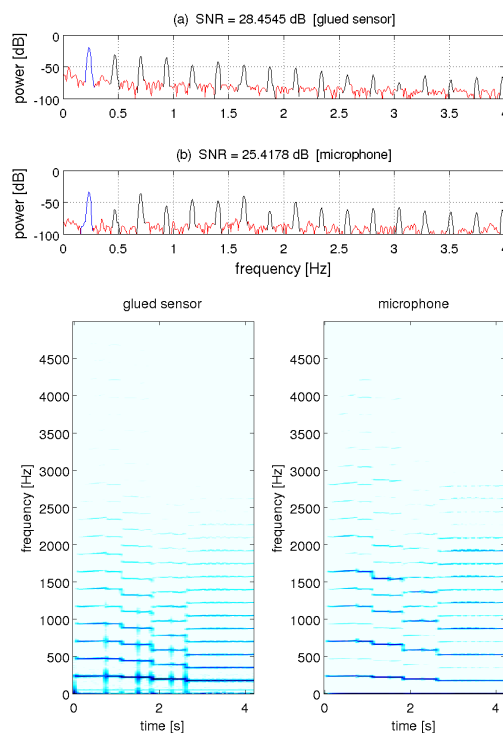 (a) SNR = 28.4545 dB [glued sensor]
power [dB]
0
-50
-100
0 0.5 1 1.5 2 2.5 3 3.5 4
(b) SNR = 25.4178 dB [microphone]
power [dB]
0
-50
-100
0 0.5 1 1.5 2 2.5 3 3.5 4
frequency [Hz]
glued sensor
frequency [Hz]
4500
4000
3500
3000
2500
2000
1500
1000
500
0
0 2 4
time [s]
microphone
frequency [Hz]
4500
4000
3500
3000
2500
2000
1500
1000
500
0
0 2 4
time [s]